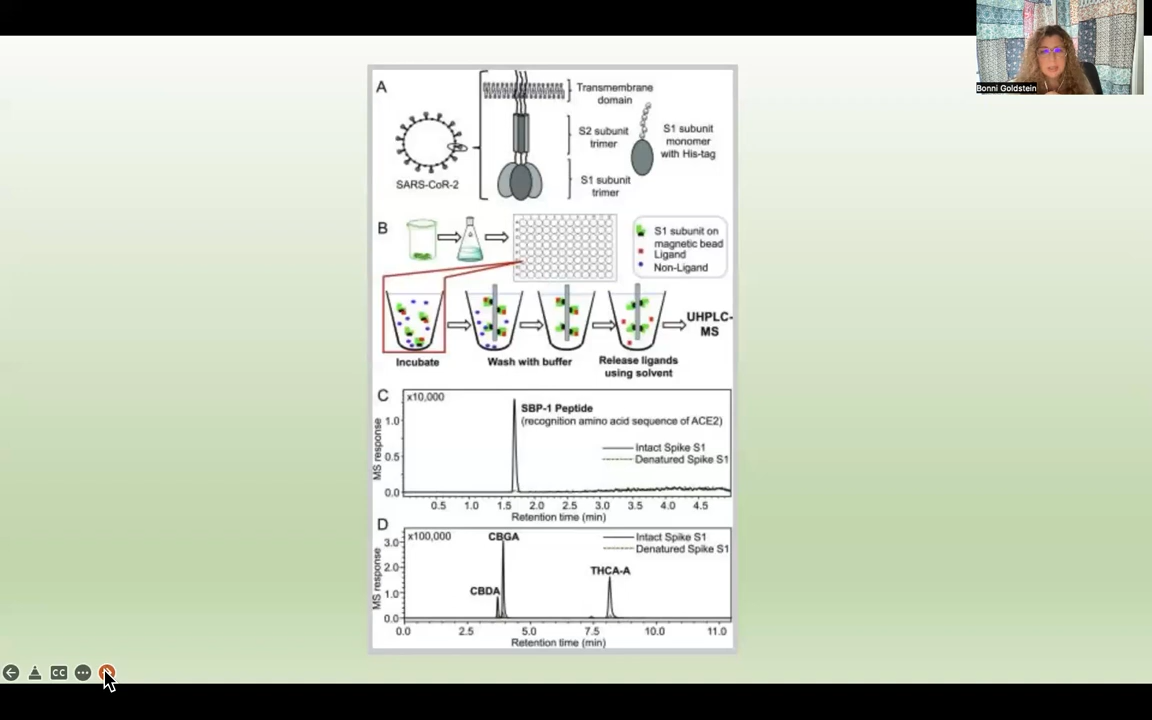 Bonni Goldstein
A
Transmembrane
domain
S2 subunit
trimer
S1 subunit
monomer
with His-tag
SARS-CoR-2
S1 subunit
trimer
B
S1 subunit on
magnetic bead
Ligand
Non-Ligand
UHPLC-
MS
Incubate
Wash with buffer
Release ligands
using solvent
C
x10,000
SBP-1 Peptide
(recognition amino acid sequence of ACE2)
Intact Spike S1
Denatured Spike S1
MS response
1.0
0.5
0.0
0.5 1.0 1.5 2.0 2.5 3.0 3.5 4.0 4.5
Retention time (min)
D
x100,000
CBGA
Intact Spike S1
Denatured Spike S1
THCA-A
CBDA
MS response
3.0
2.0
1.0
0.0
0.0 2.5 5.0 7.5 10.0 11.0
Retention time (min)
CC